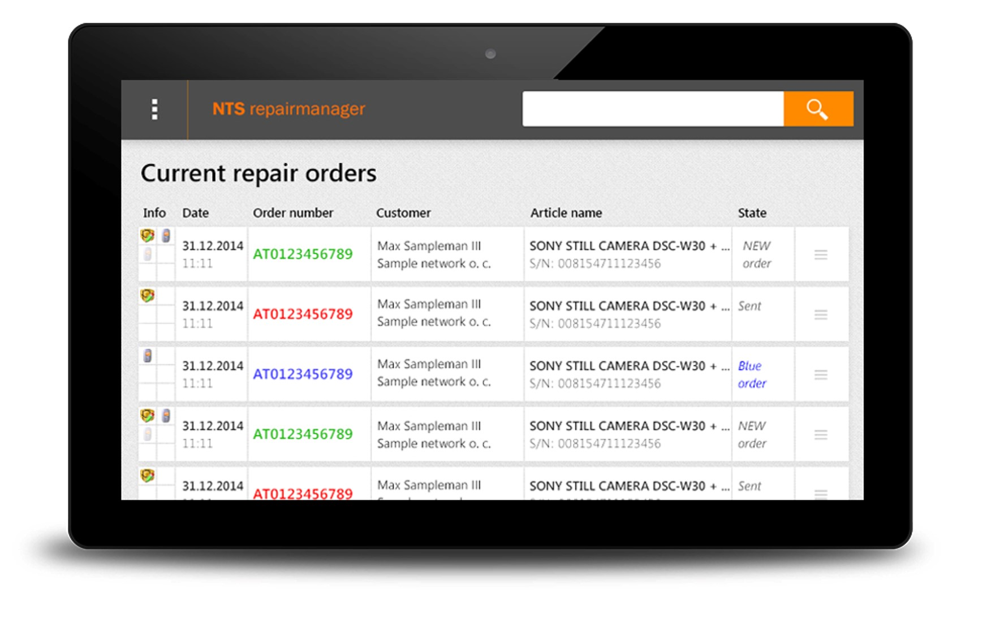 NTS repairmanager
Current repair orders
Info Date Order number Customer Article name State
31.12.2014 AT0123456789 Max Sampleman III SONY STILL CAMERA DSC-W30 + ... NEW
11:11 Sample network o. c. S/N: 008154711123456 order
31.12.2014 AT0123456789 Max Sampleman III SONY STILL CAMERA DSC-W30 + ... Sent
11:11 Sample network o. c. S/N: 008154711123456
31.12.2014 AT0123456789 Max Sampleman III SONY STILL CAMERA DSC-W30 + ... Blue
11:11 Sample network o. c. S/N: 008154711123456 order
31.12.2014 AT0123456789 Max Sampleman III SONY STILL CAMERA DSC-W30 + ... NEW
11:11 Sample network o. c. S/N: 008154711123456 order
31.12.2014 AT0123456789 Max Sampleman III SONY STILL CAMERA DSC-W30 + ... Sent